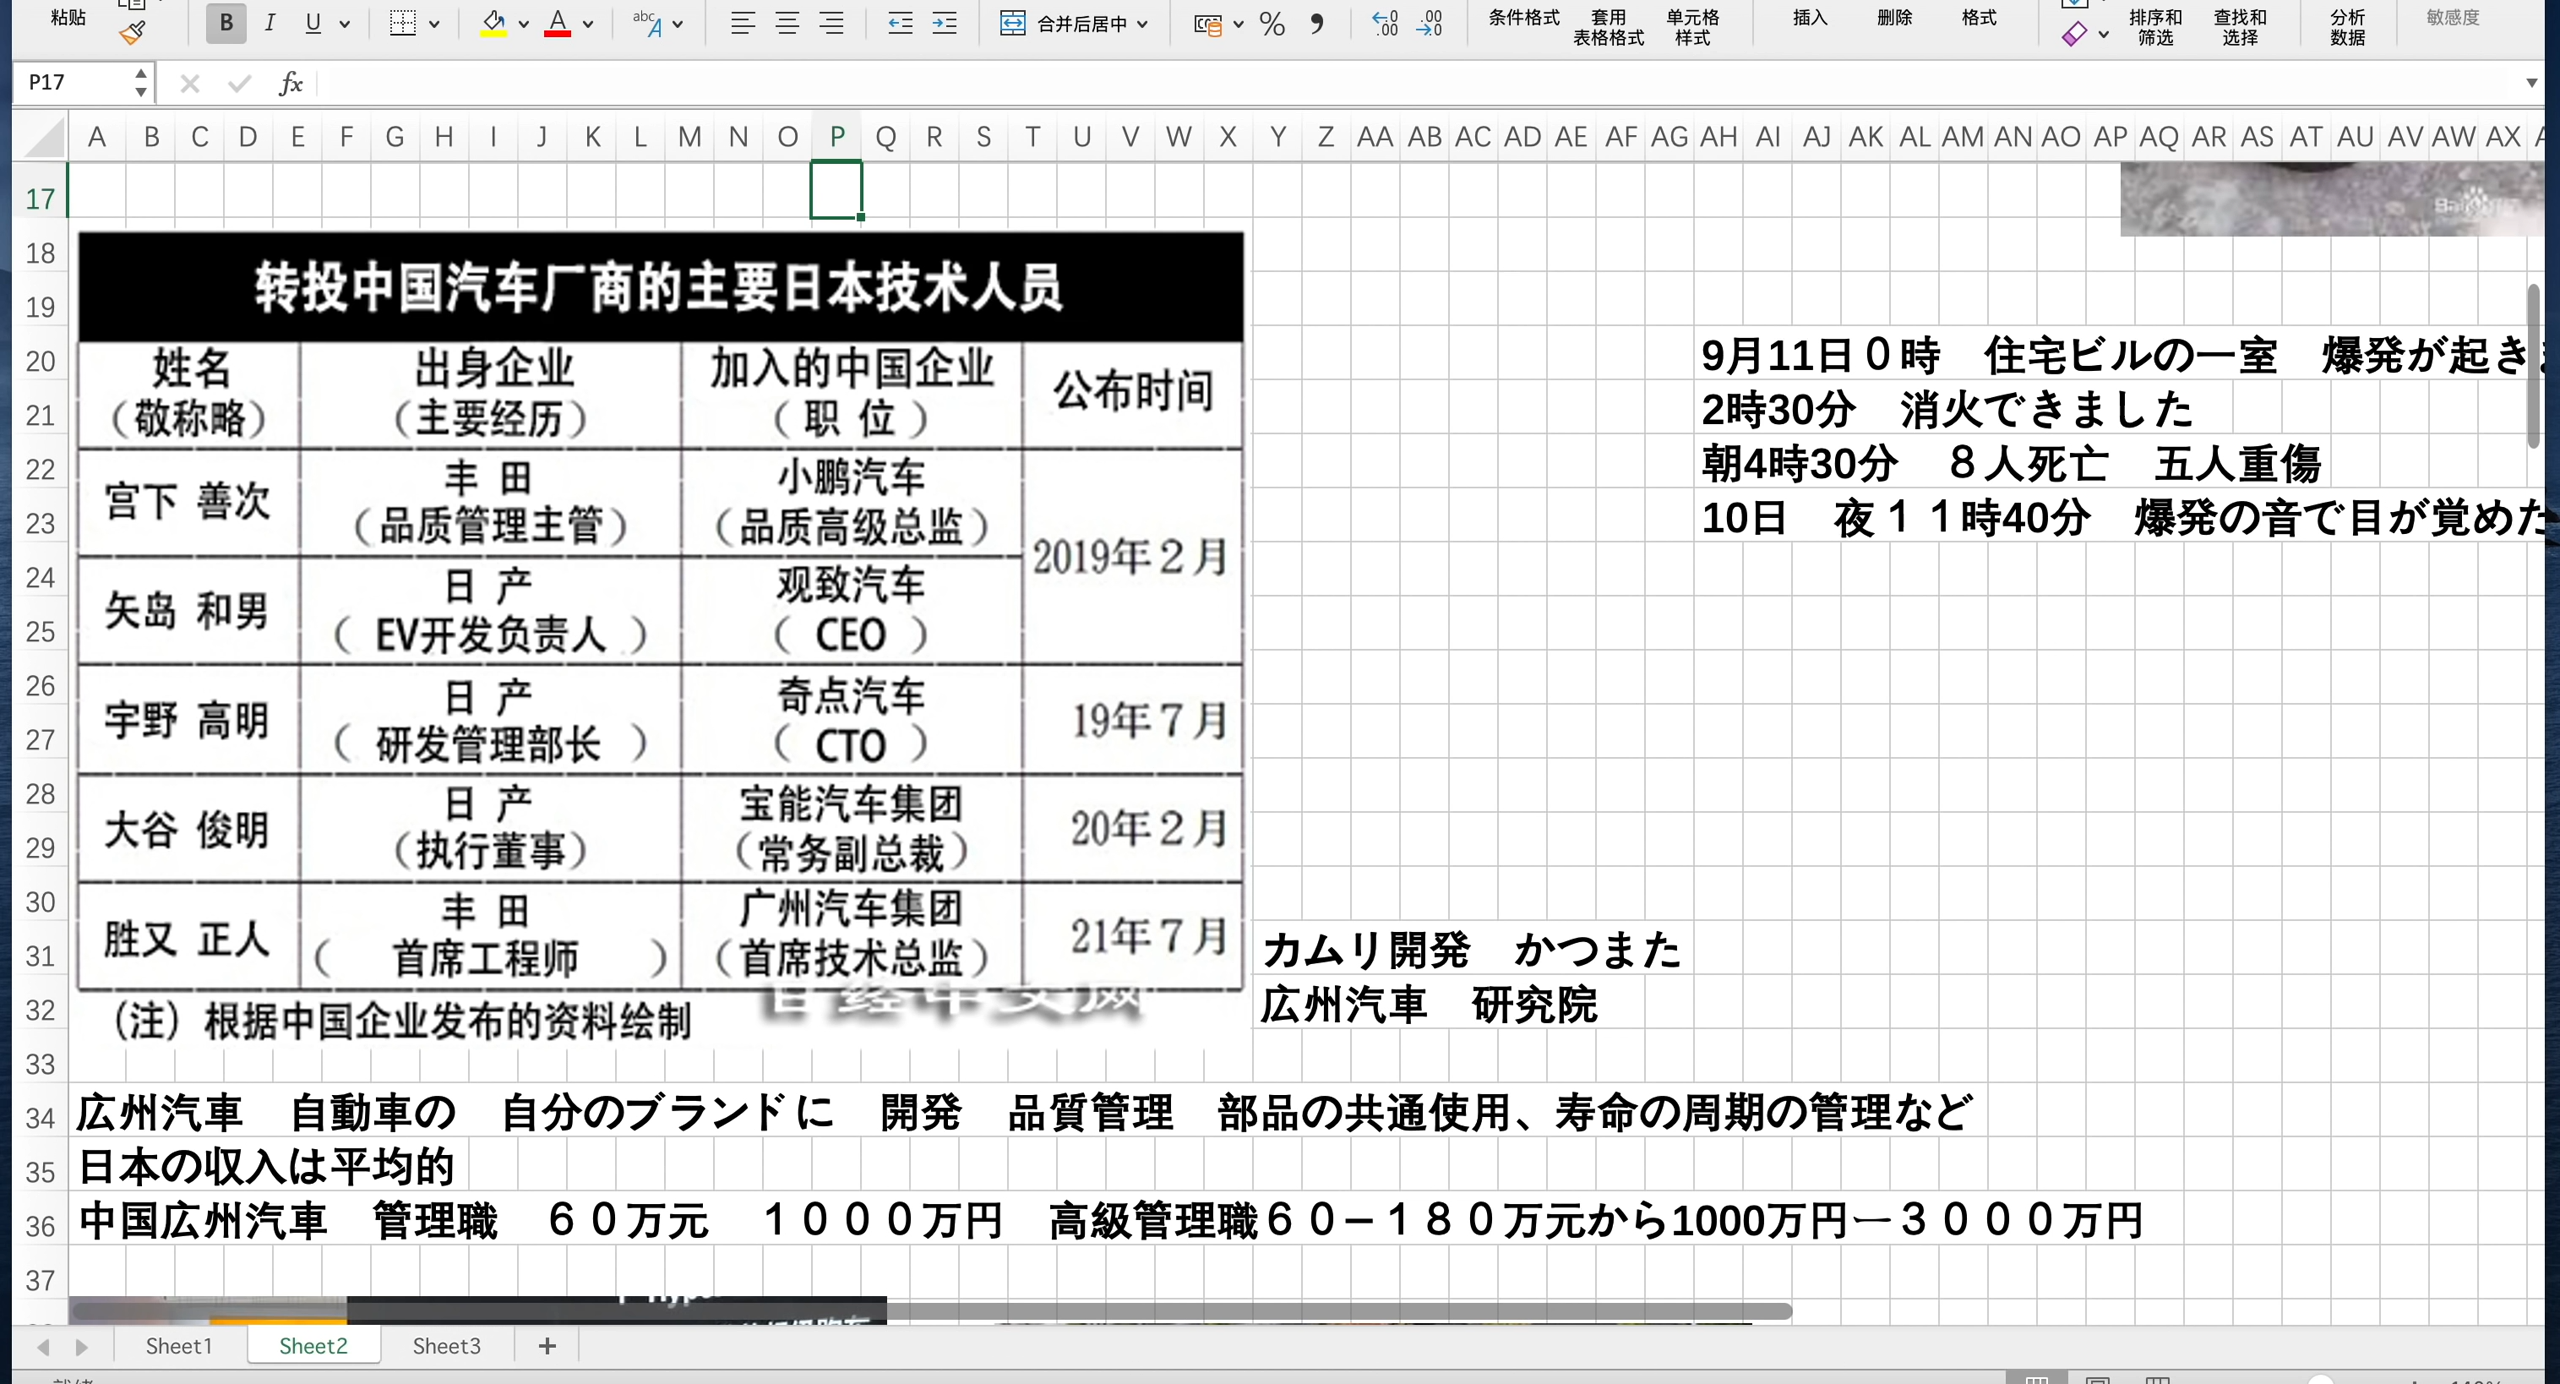 粘贴
B I U
A
abc A
合并后居中
%
条件格式
套用
表格格式
单元格
样式
插入
删除
格式
排序和
筛选
查找和
选择
分析
数据
敏感度
P17
fx
A B C D E F G H I J K L M N O P Q R S T U V W X Y Z AA AB AC AD AE AF AG AH AI AJ AK AL AM AN AO AP AQ AR AS AT AU AV AW AX
17
18
19
20
21
22
23
24
25
26
27
28
29
30
31
32
33
34
35
36
37
转投中国汽车厂商的主要日本技术人员
姓名
（敬称略）
出身企业
（主要经历）
加入的中国企业
（ 职 位 ）
公布时间
宫下 善次
丰 田
（品质管理主管）
小鹏汽车
（品质高级总监）
2019年２月
矢岛 和男
日 产
（ EV开发负责人 ）
观致汽车
（ CEO ）
宇野 高明
日 产
（ 研发管理部长 ）
奇点汽车
（ CTO ）
19年７月
大谷 俊明
日 产
（执行董事）
宝能汽车集团
（常务副总裁）
20年２月
胜又 正人
丰 田
（ 首席工程师 ）
广州汽车集团
（首席技术总监）
21年７月
（注）根据中国企业发布的资料绘制
9月11日０時　住宅ビルの一室　爆発が起き
2時30分　消火できました
朝4時30分　８人死亡　五人重傷
10日　夜１１時40分　爆発の音で目が覚めた
カムリ開発　かつまた
広州汽車　研究院
広州汽車　自動車の　自分のブランドに　開発　品質管理　部品の共通使用、寿命の周期の管理など
日本の収入は平均的
中国広州汽車　管理職　６０万元　１０００万円　高級管理職６０−１８０万元から1000万円ー３０００万円
Sheet1
Sheet2
Sheet3
+